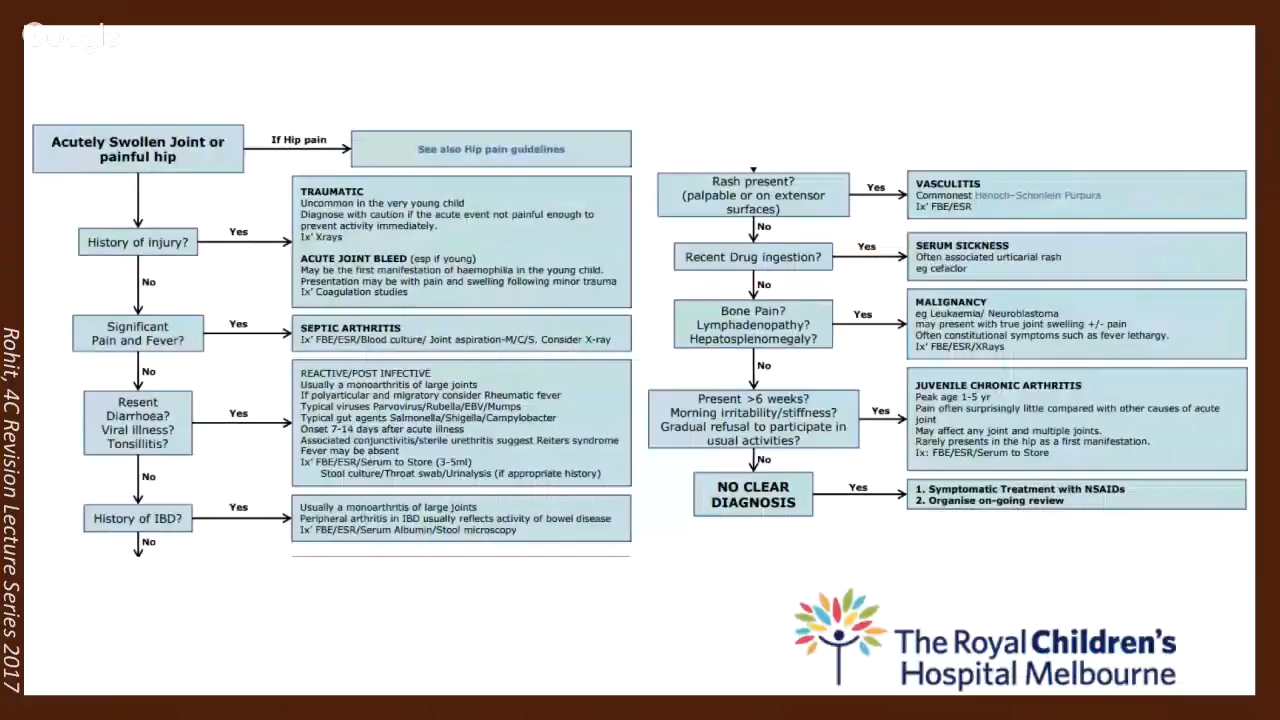 Google
Acutely Swollen Joint or
painful hip
If Hip pain
See also Hip pain guidelines
History of injury?
Yes
TRAUMATIC
Uncommon in the very young child
Diagnose with caution if the acute event not painful enough to
prevent activity immediately.
Ix' Xrays
ACUTE JOINT BLEED (esp if young)
May be the first manifestation of haemophilia in the young child.
Presentation may be with pain and swelling following minor trauma
Ix' Coagulation studies
No
Significant
Pain and Fever?
Yes
SEPTIC ARTHRITIS
Ix' FBE/ESR/Blood culture/ Joint aspiration-M/C/S. Consider X-ray
No
Resent
Diarrhoea?
Viral illness?
Tonsillitis?
Yes
REACTIVE/POST INFECTIVE
Usually a monoarthritis of large joints
If polyarticular and migratory consider Rheumatic fever
Typical viruses Parvovirus/Rubella/EBV/Mumps
Typical gut agents Salmonella/Shigella/Campylobacter
Onset 7-14 days after acute illness
Associated conjunctivitis/sterile urethritis suggest Reiters syndrome
Fever may be absent
Ix' FBE/ESR/Serum to Store (3-5ml)
Stool culture/Throat swab/Urinalysis (if appropriate history)
No
History of IBD?
Yes
Usually a monoarthritis of large joints
Peripheral arthritis in IBD usually reflects activity of bowel disease
Ix' FBE/ESR/Serum Albumin/Stool microscopy
No
Rash present?
(palpable or on extensor
surfaces)
Yes
VASCULITIS
Commonest Henoch-Schonlein Purpura
Ix' FBE/ESR
No
Recent Drug ingestion?
Yes
SERUM SICKNESS
Often associated urticarial rash
eg cefaclor
No
Bone Pain?
Lymphadenopathy?
Hepatosplenomegaly?
Yes
MALIGNANCY
eg Leukaemia/ Neuroblastoma
may present with true joint swelling +/- pain
Often constitutional symptoms such as fever lethargy.
Ix' FBE/ESR/XRays
No
Present >6 weeks?
Morning irritability/stiffness?
Gradual refusal to participate in
usual activities?
Yes
JUVENILE CHRONIC ARTHRITIS
Peak age 1-5 yr
Pain often surprisingly little compared with other causes of acute
joint
May affect any joint and multiple joints.
Rarely presents in the hip as a first manifestation.
Ix: FBE/ESR/Serum to Store
No
NO CLEAR
DIAGNOSIS
Yes
1. Symptomatic Treatment with NSAIDs
2. Organise on-going review
The Royal Children's
Hospital Melbourne
Rohit, 4C Revision Lecture Series 2017